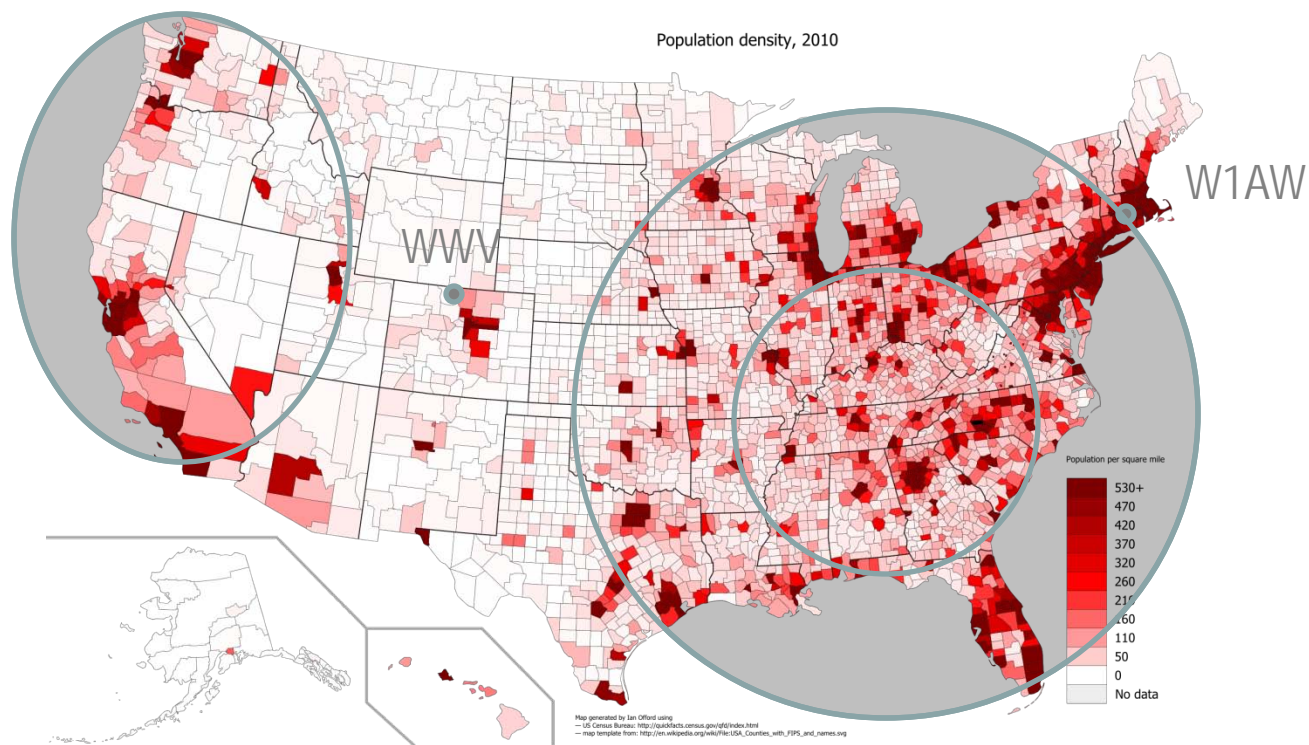 Population density, 2010
W1AW
WWV
Population per square mile
530+
470
420
370
320
260
210
160
110
50
0
No data
Map generated by Ian Offord using
— US Census Bureau: http://quickfacts.census.gov/qfd/index.html
— map template from: http://en.wikipedia.org/wiki/File:USA_Counties_with_FIPS_and_names.svg